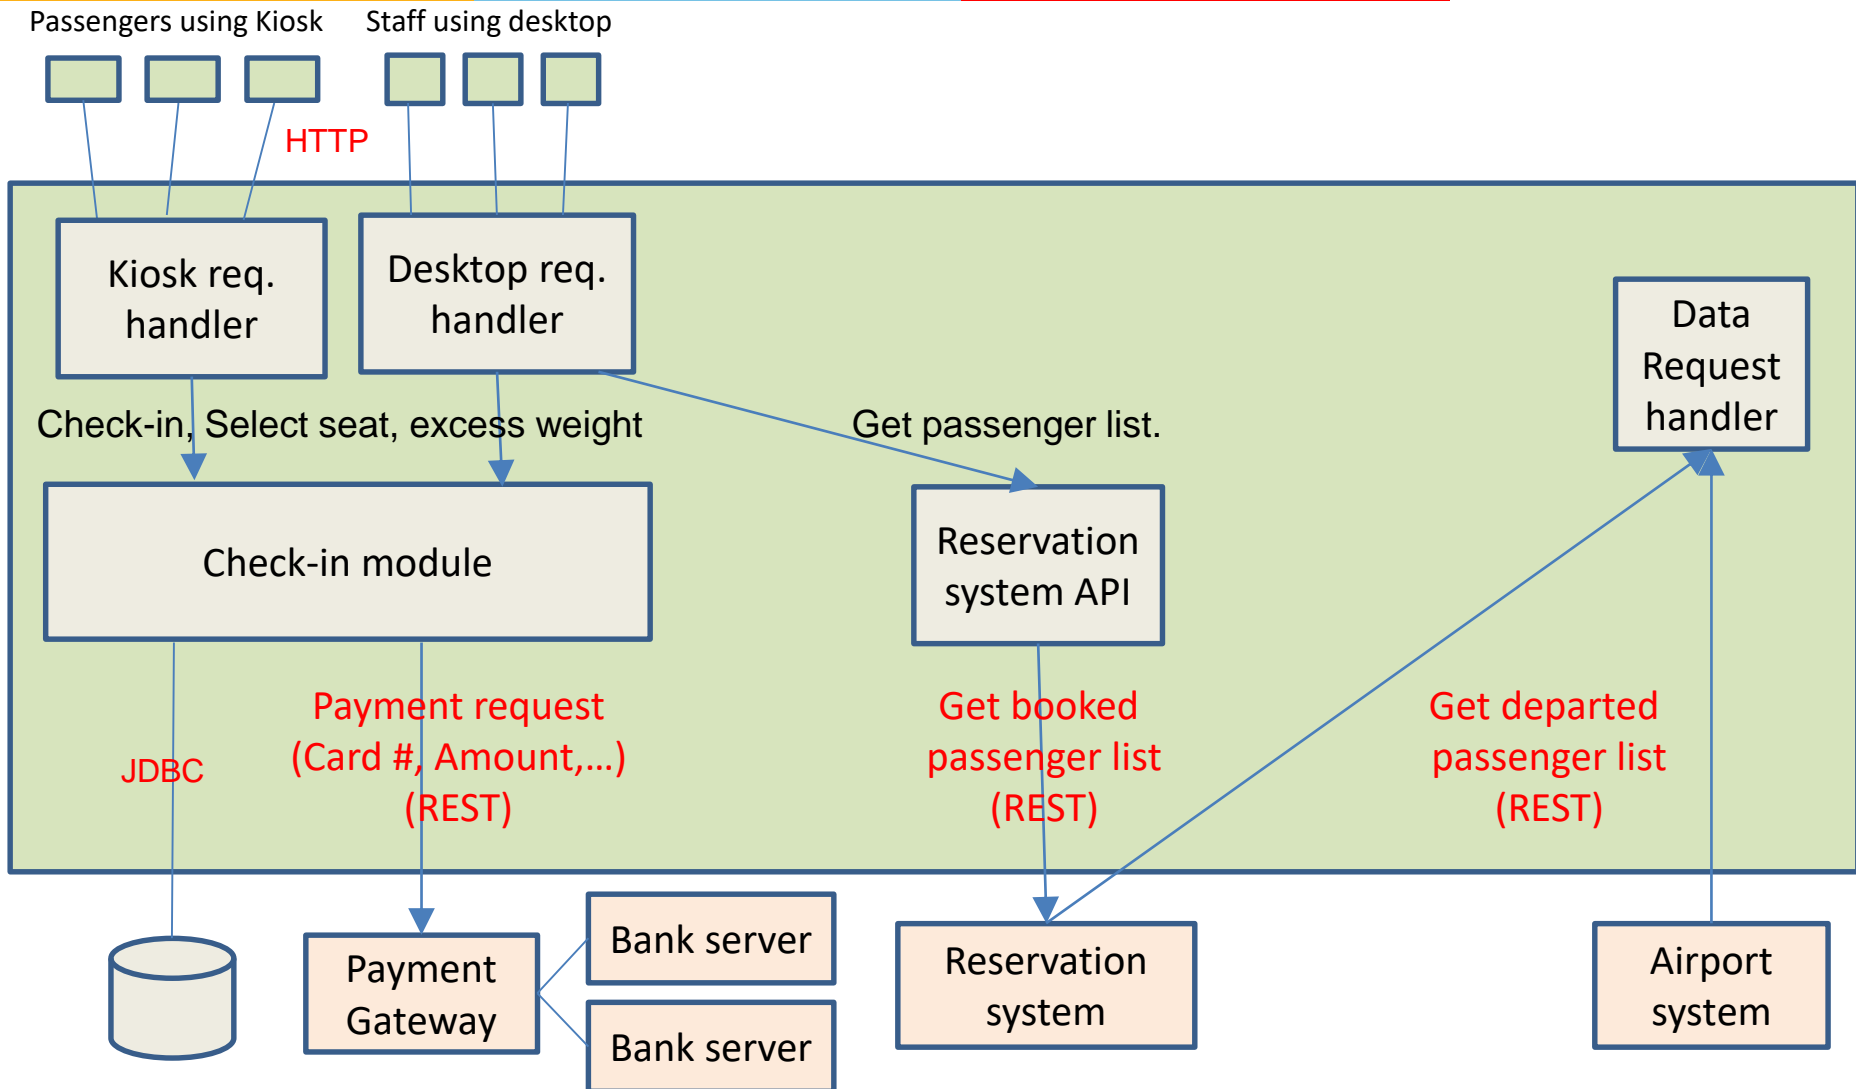 Passengers using Kiosk
Staff using desktop
HTTP
Kiosk req.
handler
Desktop req.
handler
Data
Request
handler
Check-in, Select seat, excess weight
Get passenger list.
Check-in module
Reservation
system API
JDBC
Payment request
(Card #, Amount,...)
(REST)
Get booked
passenger list
(REST)
Get departed
passenger list
(REST)
Payment
Gateway
Bank server
Bank server
Reservation
system
Airport
system